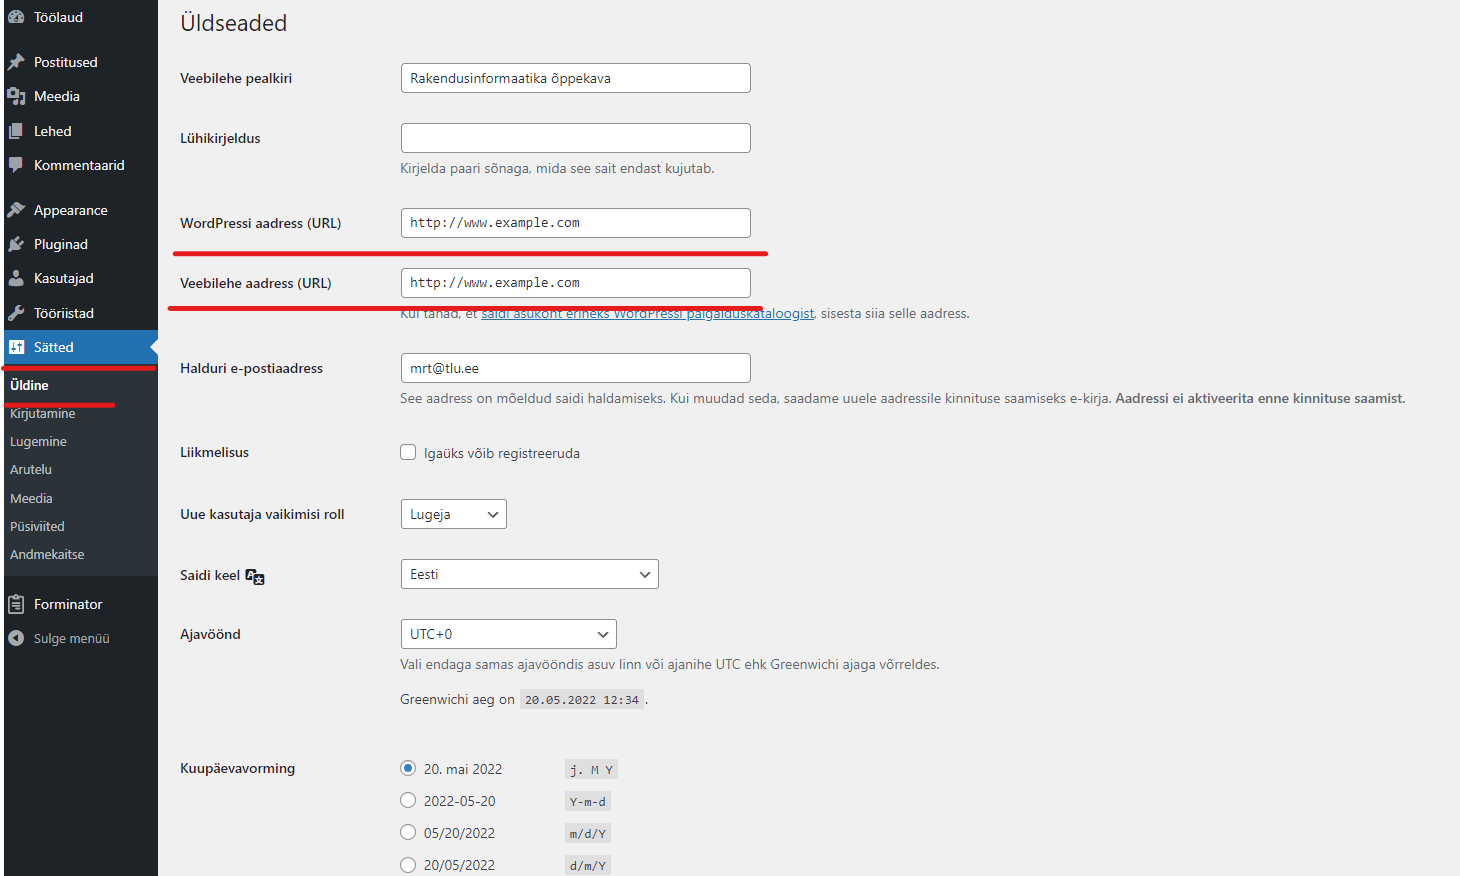 Töölaud
Postitused
Meedia
Lehed
Kommentaarid
Appearance
Pluginad
Kasutajad
Tööriistad
Sätted
Üldine
Kirjutamine
Lugemine
Arutelu
Meedia
Püsiviited
Andmekaitse
Forminator
Sulge menüü
Üldseaded
Veebilehe pealkiri
Rakendusinformaatika õppekava
Lühikirjeldus
Kirjelda paari sõnaga, mida see sait endast kujutab.
WordPressi aadress (URL)
http://www.example.com
Veebilehe aadress (URL)
http://www.example.com
Kui tahad, et saidi asukoht erineks WordPressi paigalduskataloogist, sisesta siia selle aadress.
Halduri e-postiaadress
mrt@tlu.ee
See aadress on mõeldud saidi haldamiseks. Kui muudad seda, saadame uuele aadressile kinnituse saamiseks e-kirja. Aadressi ei aktiveerita enne kinnituse saamist.
Liikmelisus
Igaüks võib registreeruda
Uue kasutaja vaikimisi roll
Lugeja
Saidi keel
Eesti
Ajavöönd
UTC+0
Vali endaga samas ajavööndis asuv linn või ajanihe UTC ehk Greenwichi ajaga võrreldes.
Greenwichi aeg on 20.05.2022 12:34 .
Kuupäevavorming
20. mai 2022 j. M Y
2022-05-20 Y-m-d
05/20/2022 m/d/Y
20/05/2022 d/m/Y